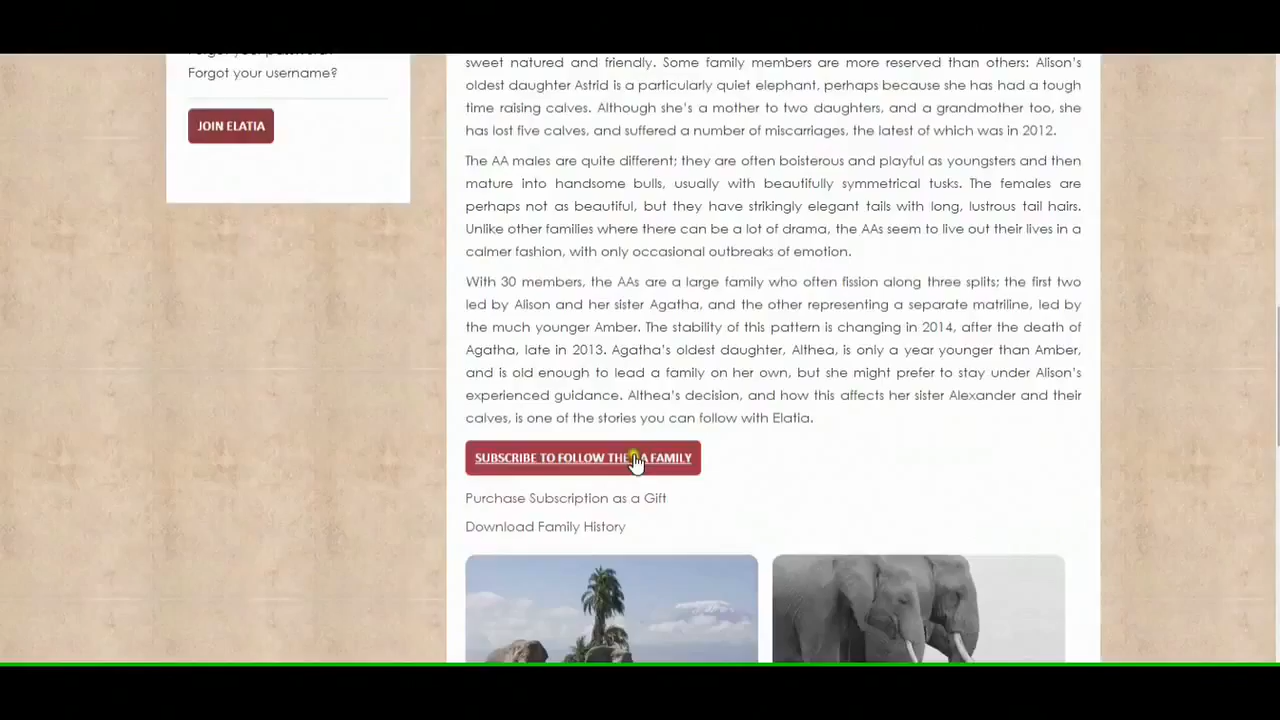 Forgot your password?
Forgot your username?
JOIN ELATIA
sweet natured and friendly. Some family members are more reserved than others: Alison's
oldest daughter Astrid is a particularly quiet elephant, perhaps because she has had a tough
time raising calves. Although she's a mother to two daughters, and a grandmother too, she
has lost five calves, and suffered a number of miscarriages, the latest of which was in 2012.
The AA males are quite different; they are often boisterous and playful as youngsters and then
mature into handsome bulls, usually with beautifully symmetrical tusks. The females are
perhaps not as beautiful, but they have strikingly elegant tails with long, lustrous tail hairs.
Unlike other families where there can be a lot of drama, the AAs seem to live out their lives in a
calmer fashion, with only occasional outbreaks of emotion.
With 30 members, the AAs are a large family who often fission along three splits; the first two
led by Alison and her sister Agatha, and the other representing a separate matriline, led by
the much younger Amber. The stability of this pattern is changing in 2014, after the death of
Agatha, late in 2013. Agatha's oldest daughter, Althea, is only a year younger than Amber,
and is old enough to lead a family on her own, but she might prefer to stay under Alison's
experienced guidance. Althea's decision, and how this affects her sister Alexander and their
calves, is one of the stories you can follow with Elatia.
SUBSCRIBE TO FOLLOW THE AA FAMILY
Purchase Subscription as a Gift
Download Family History